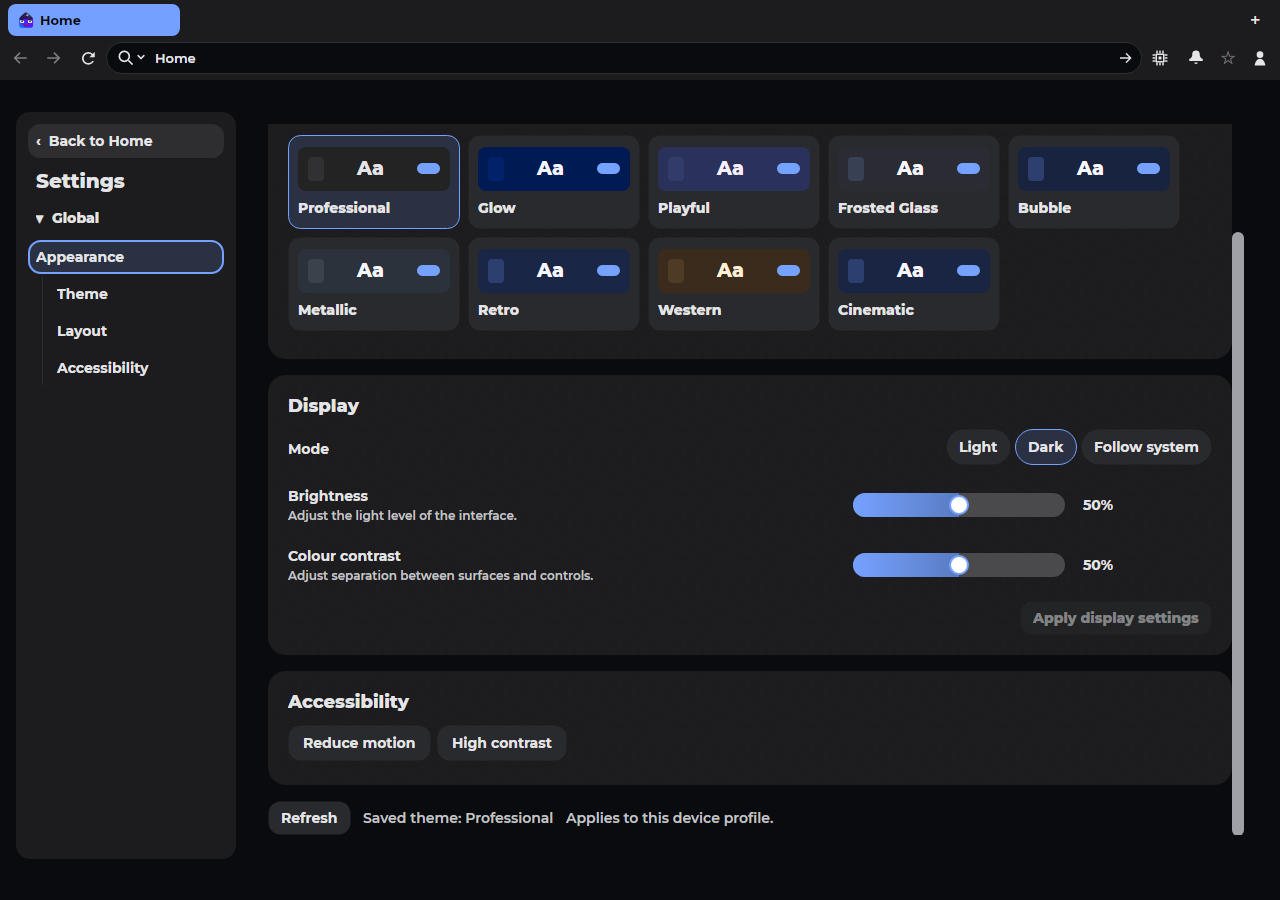 Home
+
Home
‹ Back to Home
Settings
▾ Global
Appearance
Theme
Layout
Accessibility
Aa Aa Aa Aa Aa
Professional Glow Playful Frosted Glass Bubble
Aa Aa Aa Aa
Metallic Retro Western Cinematic
Display
Mode Light Dark Follow system
Brightness
Adjust the light level of the interface.
50%
Colour contrast
Adjust separation between surfaces and controls.
50%
Apply display settings
Accessibility
Reduce motion High contrast
Refresh Saved theme: Professional Applies to this device profile.